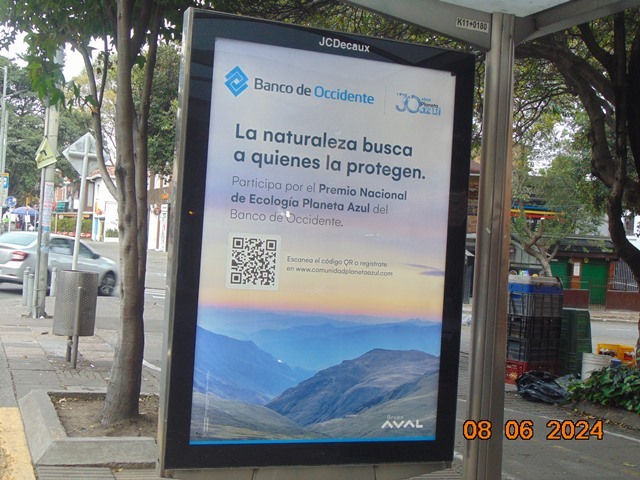 K11+0180
JCDecaux
Banco de Occidente
30 AÑOS
Planeta
azul
La naturaleza busca
a quienes la protegen.
Participa por el Premio Nacional
de Ecología Planeta Azul del
Banco de Occidente.
Escanea el código QR o regístrate
en www.comunidadplanetaazul.com
Grupo
AVAL
08 06 2024